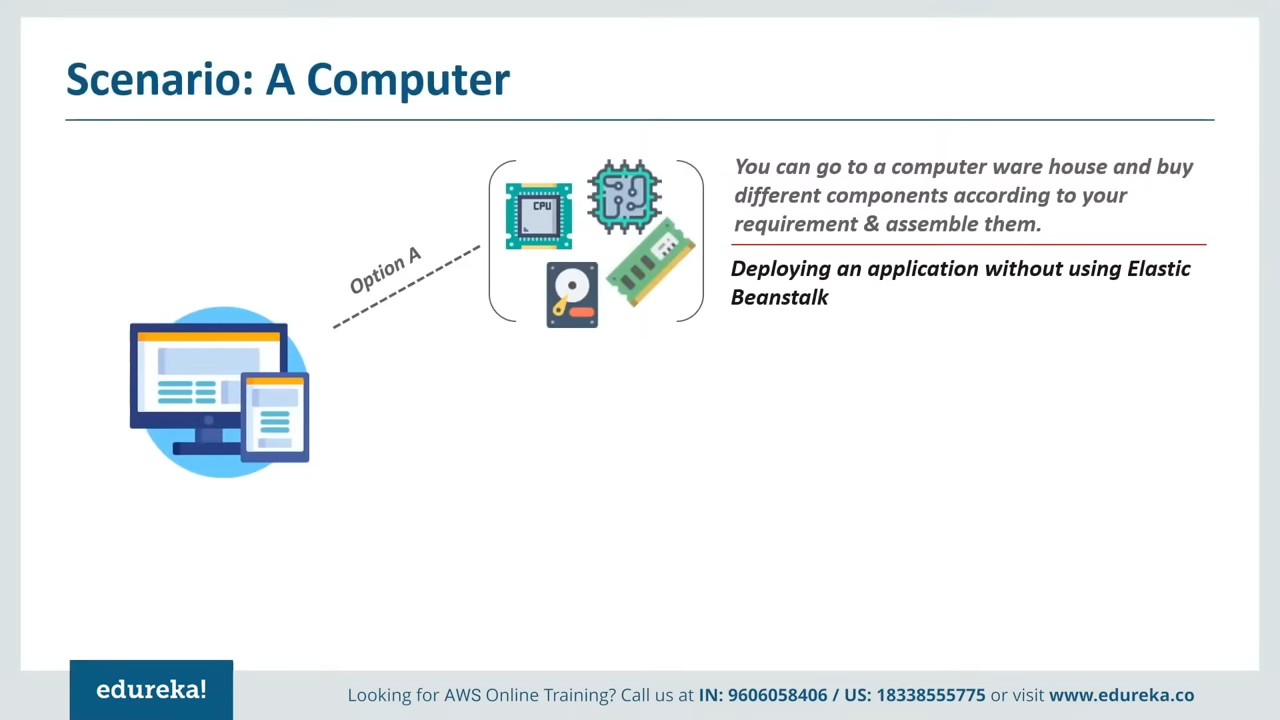 Scenario: A Computer
You can go to a computer ware house and buy
different components according to your
requirement & assemble them.
Deploying an application without using Elastic
Beanstalk
Option A
CPU
edureka!
Looking for AWS Online Training? Call us at IN: 9606058406 / US: 18338555775 or visit www.edureka.co